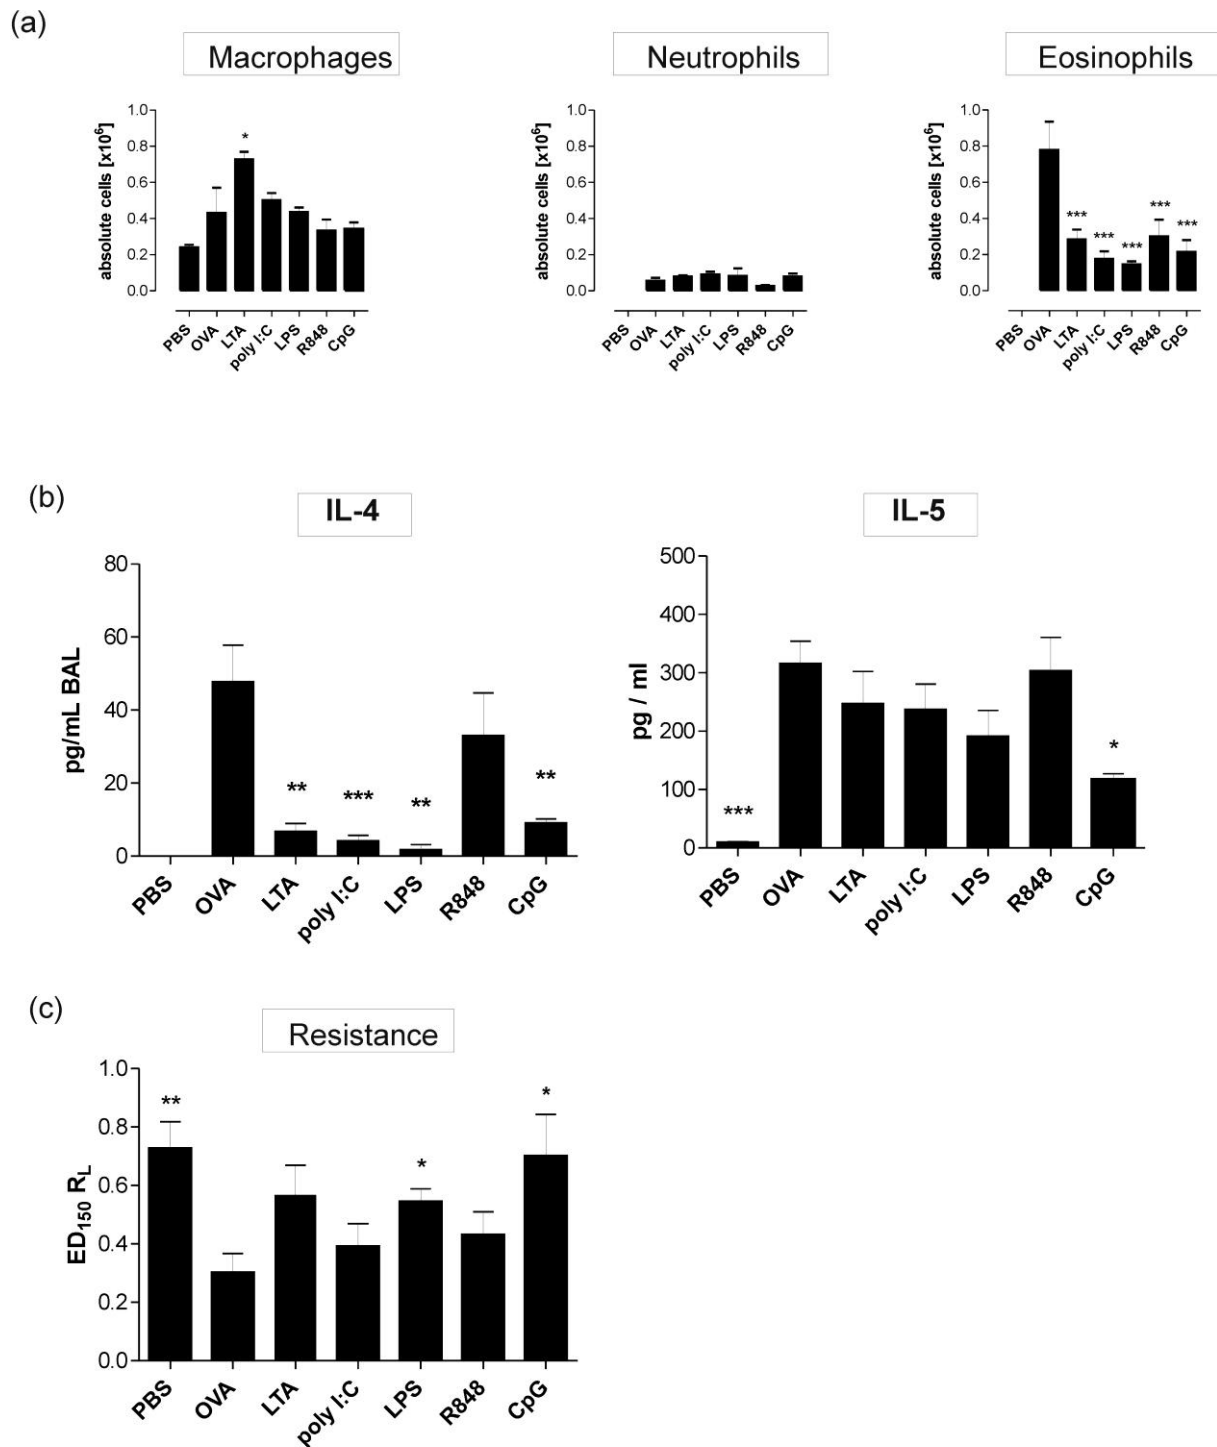 (a)
Macrophages
Neutrophils
Eosinophils
absolute cells [x10⁶]
1.0
0.8
0.6
0.4
0.2
0.0
*
PBS
OVA
LTA
poly I:C
LPS
R848
CpG
absolute cells [x10⁶]
1.0
0.8
0.6
0.4
0.2
0.0
PBS
OVA
LTA
poly I:C
LPS
R848
CpG
absolute cells [x10⁶]
1.0
0.8
0.6
0.4
0.2
0.0
***
***
***
***
***
PBS
OVA
LTA
poly I:C
LPS
R848
CpG
(b)
IL-4
IL-5
pg/mL BAL
80
60
40
20
0
**
***
**
**
PBS
OVA
LTA
poly I:C
LPS
R848
CpG
pg / ml
500
400
300
200
100
0
***
*
PBS
OVA
LTA
poly I:C
LPS
R848
CpG
(c)
Resistance
ED₁₅₀ R_L
1.0
0.8
0.6
0.4
0.2
0.0
**
*
*
PBS
OVA
LTA
poly I:C
LPS
R848
CpG